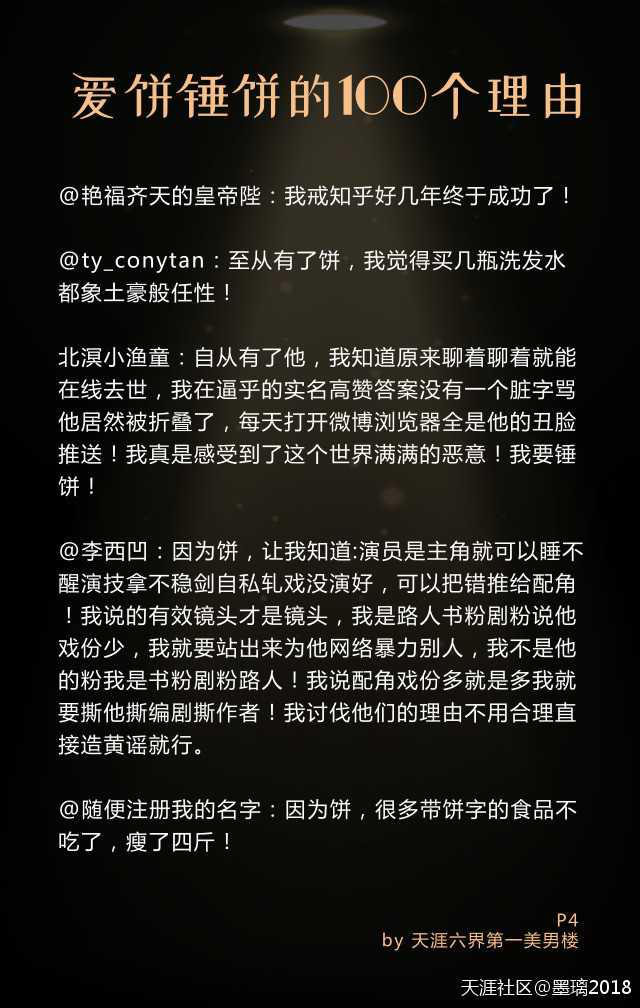 爱饼锤饼的100个理由
@艳福齐天的皇帝陛：我戒知乎好几年终于成功了！
@ty_conytan：至从有了饼，我觉得买几瓶洗发水
都象土豪般任性！
北溟小渔童：自从有了他，我知道原来聊着聊着就能
在线去世，我在逼乎的实名高赞答案没有一个脏字骂
他居然被折叠了，每天打开微博浏览器全是他的丑脸
推送！我真是感受到了这个世界满满的恶意！我要锤
饼！
@李西凹：因为饼，让我知道:演员是主角就可以睡不
醒演技拿不稳剑自私轧戏没演好，可以把错推给配角
！我说的有效镜头才是镜头，我是路人书粉剧粉说他
戏份少，我就要站出来为他网络暴力别人，我不是他
的粉我是书粉剧粉路人！我说配角戏份多就是多我就
要撕他撕编剧撕作者！我讨伐他们的理由不用合理直
接造黄谣就行。
@随便注册我的名字：因为饼，很多带饼字的食品不
吃了，瘦了四斤！
P4
by 天涯六界第一美男楼
天涯社区@墨璃2018